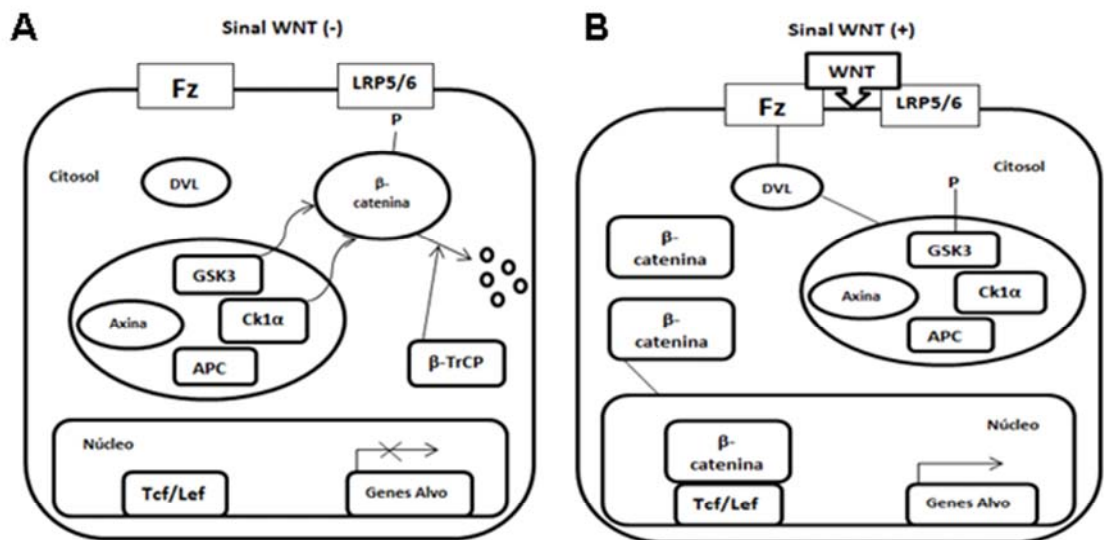 A
Sinal WNT (-)
Fz
LRP5/6
P
Citosol
DVL
β-
catenina
GSK3
Axina
Ck1α
APC
β-TrCP
Núcleo
Tcf/Lef
Genes Alvo
B
Sinal WNT (+)
WNT
Fz
LRP5/6
Citosol
DVL
P
β-
catenina
GSK3
Axina
Ck1α
APC
β-
catenina
Núcleo
β-
catenina
Tcf/Lef
Genes Alvo